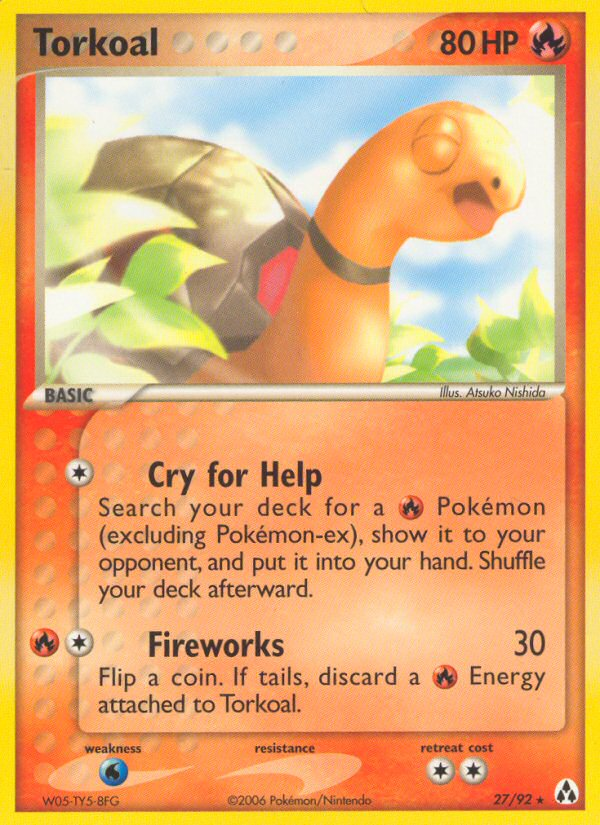 Torkoal 80 HP
BASIC
Illus. Atsuko Nishida
Cry for Help
Search your deck for a Pokémon
(excluding Pokémon-ex), show it to your
opponent, and put it into your hand. Shuffle
your deck afterward.
Fireworks 30
Flip a coin. If tails, discard a Energy
attached to Torkoal.
weakness resistance retreat cost
W05-TY5-8FG ©2006 Pokémon/Nintendo 27/92 ★